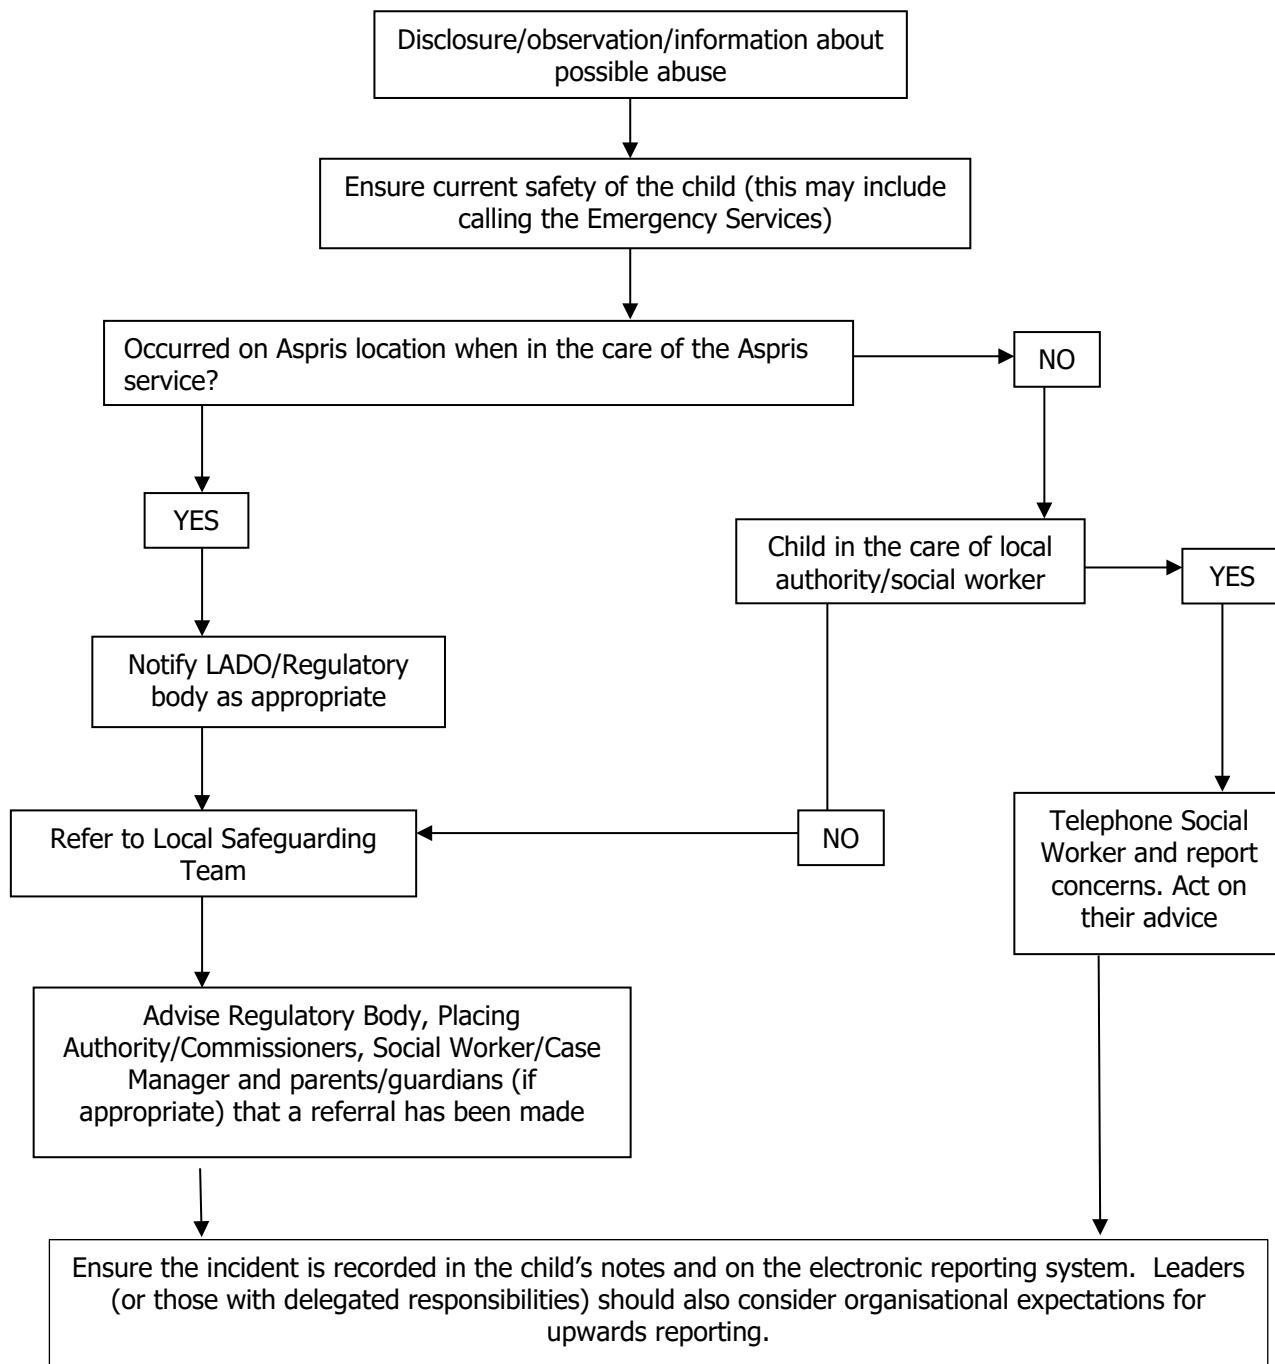 Disclosure/observation/information about
possible abuse
Ensure current safety of the child (this may include
calling the Emergency Services)
Occurred on Aspris location when in the care of the Aspris
service?
NO
YES
Child in the care of local
authority/social worker
YES
Notify LADO/Regulatory
body as appropriate
Refer to Local Safeguarding
Team
NO
Telephone Social
Worker and report
concerns. Act on
their advice
Advise Regulatory Body, Placing
Authority/Commissioners, Social Worker/Case
Manager and parents/guardians (if
appropriate) that a referral has been made
Ensure the incident is recorded in the child’s notes and on the electronic reporting system.  Leaders
(or those with delegated responsibilities) should also consider organisational expectations for
upwards reporting.